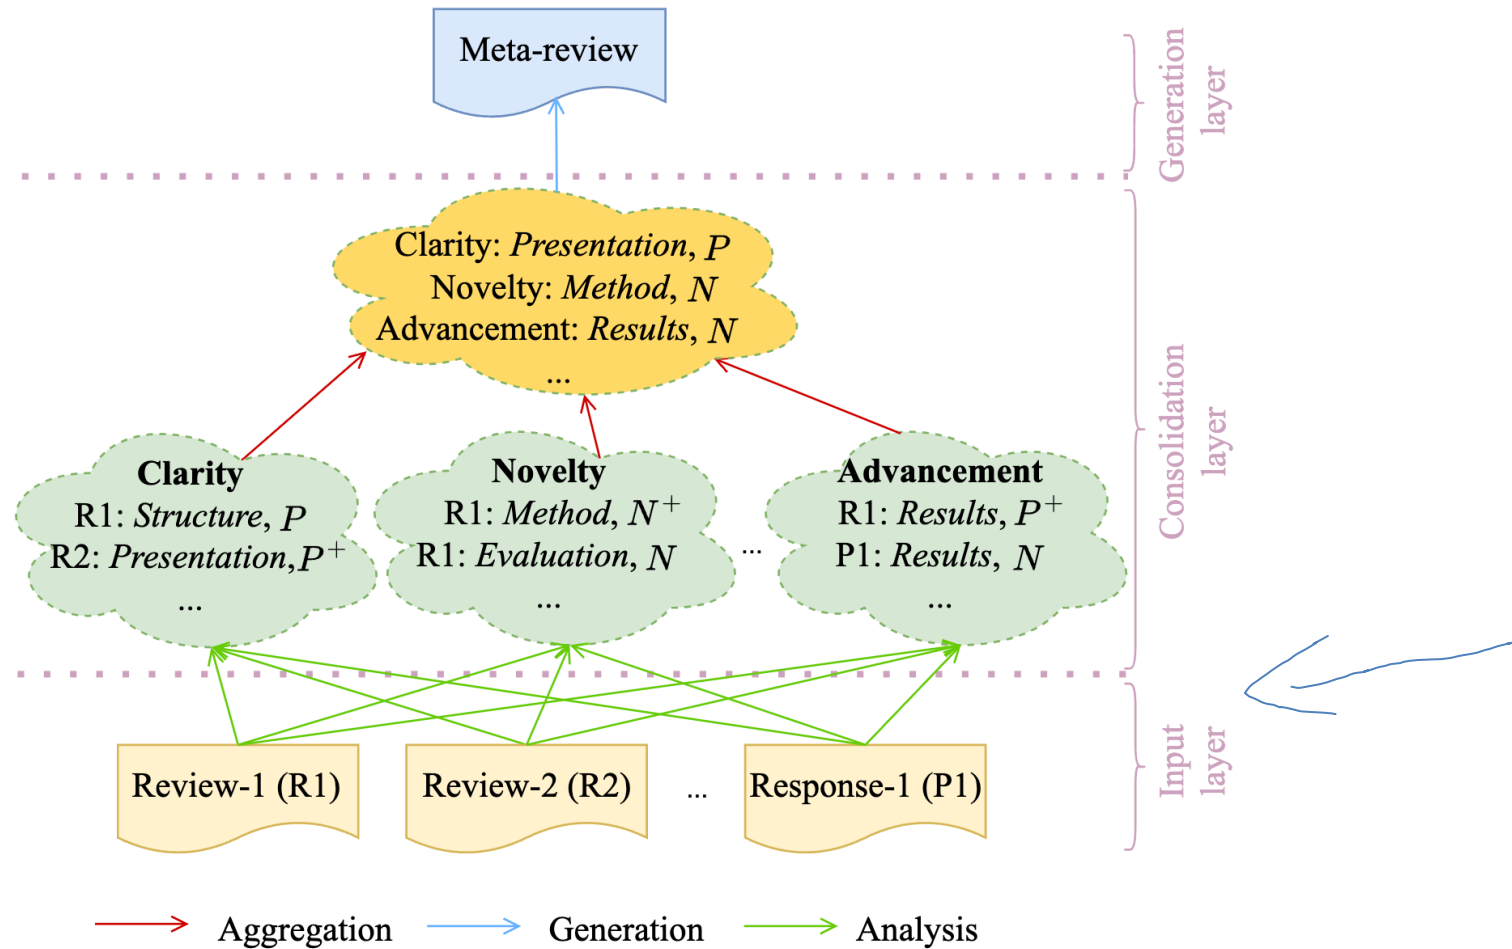 Meta-review
Generation
layer
Clarity: Presentation, P
Novelty: Method, N
Advancement: Results, N
...
Consolidation
layer
Clarity
R1: Structure, P
R2: Presentation,P+
...
Novelty
R1: Method, N+
R1: Evaluation, N
...
...
Advancement
R1: Results, P+
P1: Results, N
...
Input
layer
Review-1 (R1)
Review-2 (R2)
...
Response-1 (P1)
Aggregation
Generation
Analysis